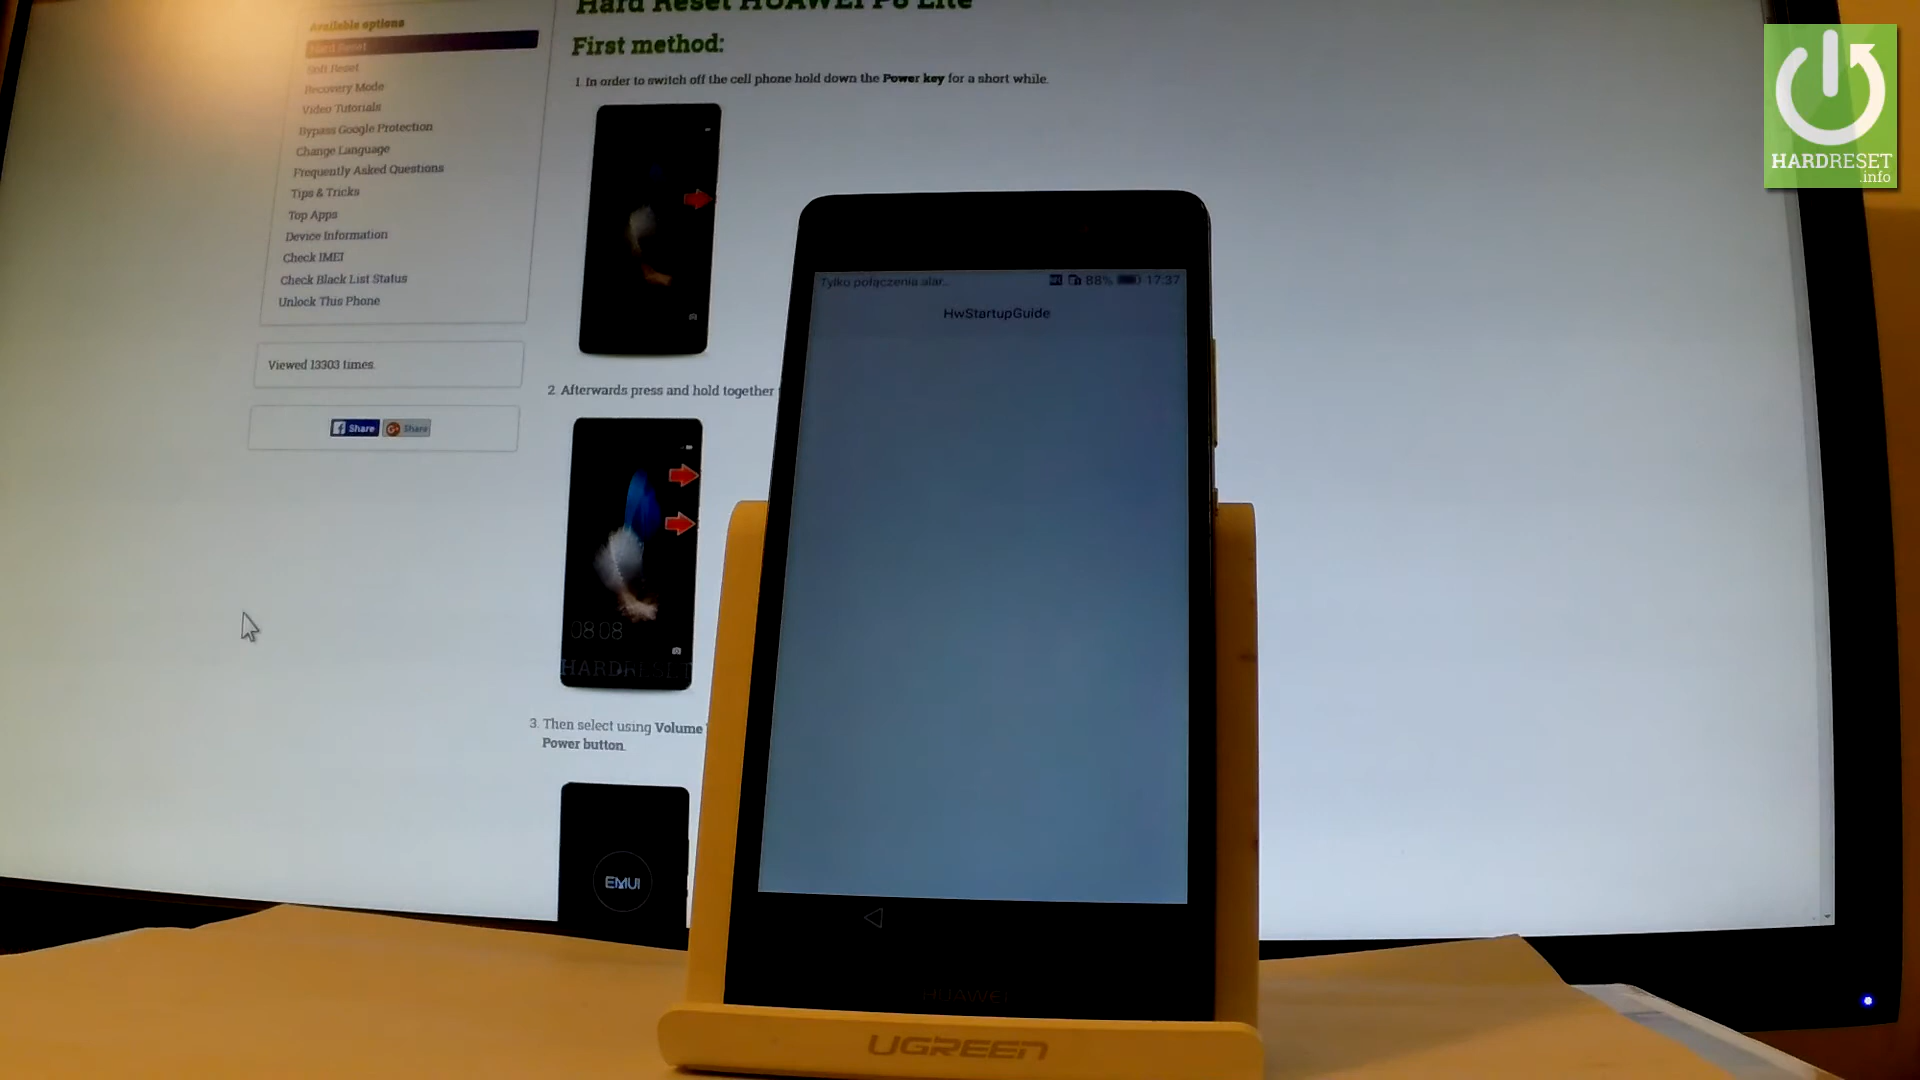 Available options
Hard Reset
Soft Reset
Recovery Mode
Video Tutorials
Bypass Google Protection
Change Language
Frequently Asked Questions
Tips & Tricks
Top Apps
Device Information
Check IMEI
Check Black List Status
Unlock This Phone
Viewed 13303 times.
Share
Share
Hard Reset HUAWEI P8 Lite
First method:
1. In order to switch off the cell phone hold down the Power key for a short while.
2. Afterwards press and hold together
08:08
HARDRESET
3. Then select using Volume
Power button.
EMUI
Tylko połączenia alar... 88% 17:37
HwStartupGuide
HUAWEI
UGREEN
HARDRESET
.info